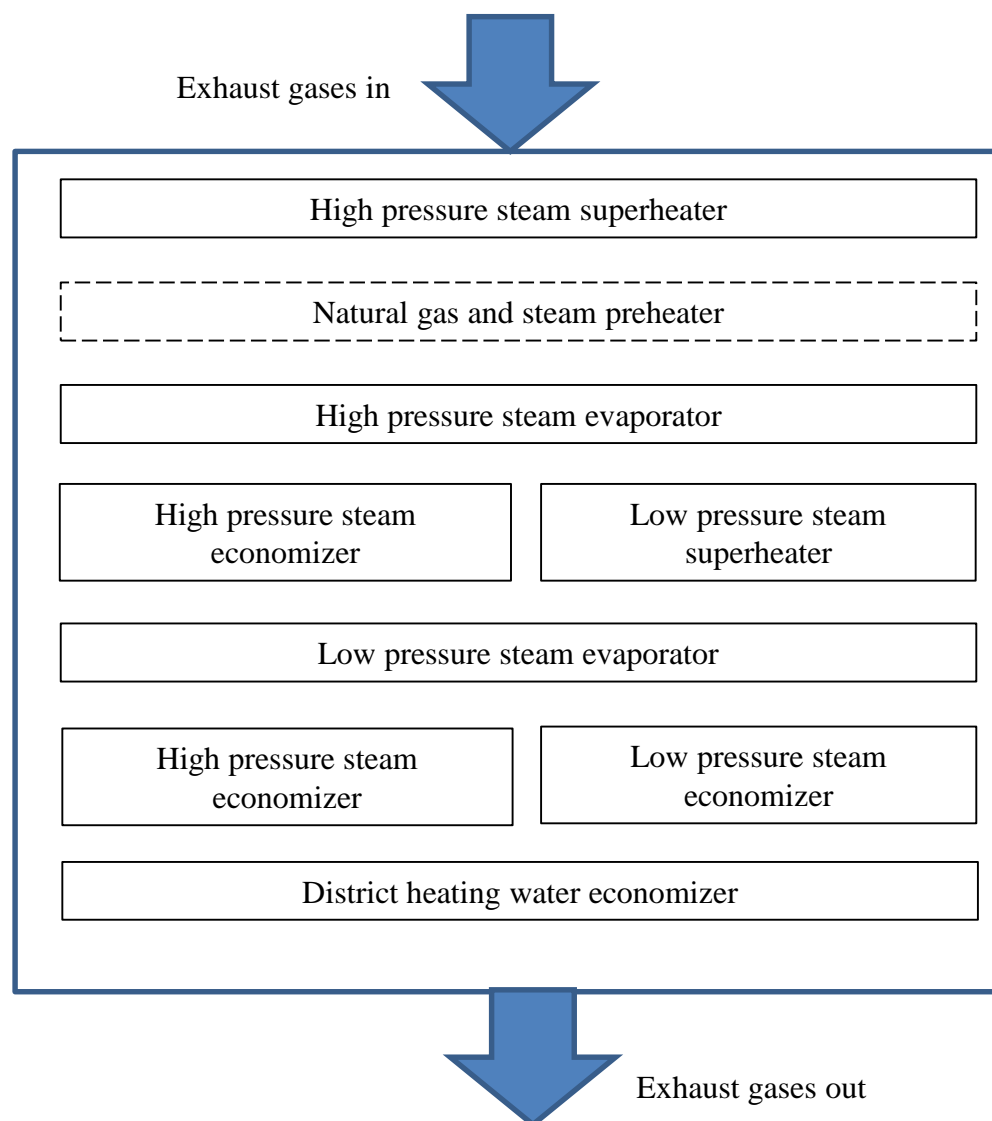 Exhaust gases in
High pressure steam superheater
Natural gas and steam preheater
High pressure steam evaporator
High pressure steam
economizer
Low pressure steam
superheater
Low pressure steam evaporator
High pressure steam
economizer
Low pressure steam
economizer
District heating water economizer
Exhaust gases out